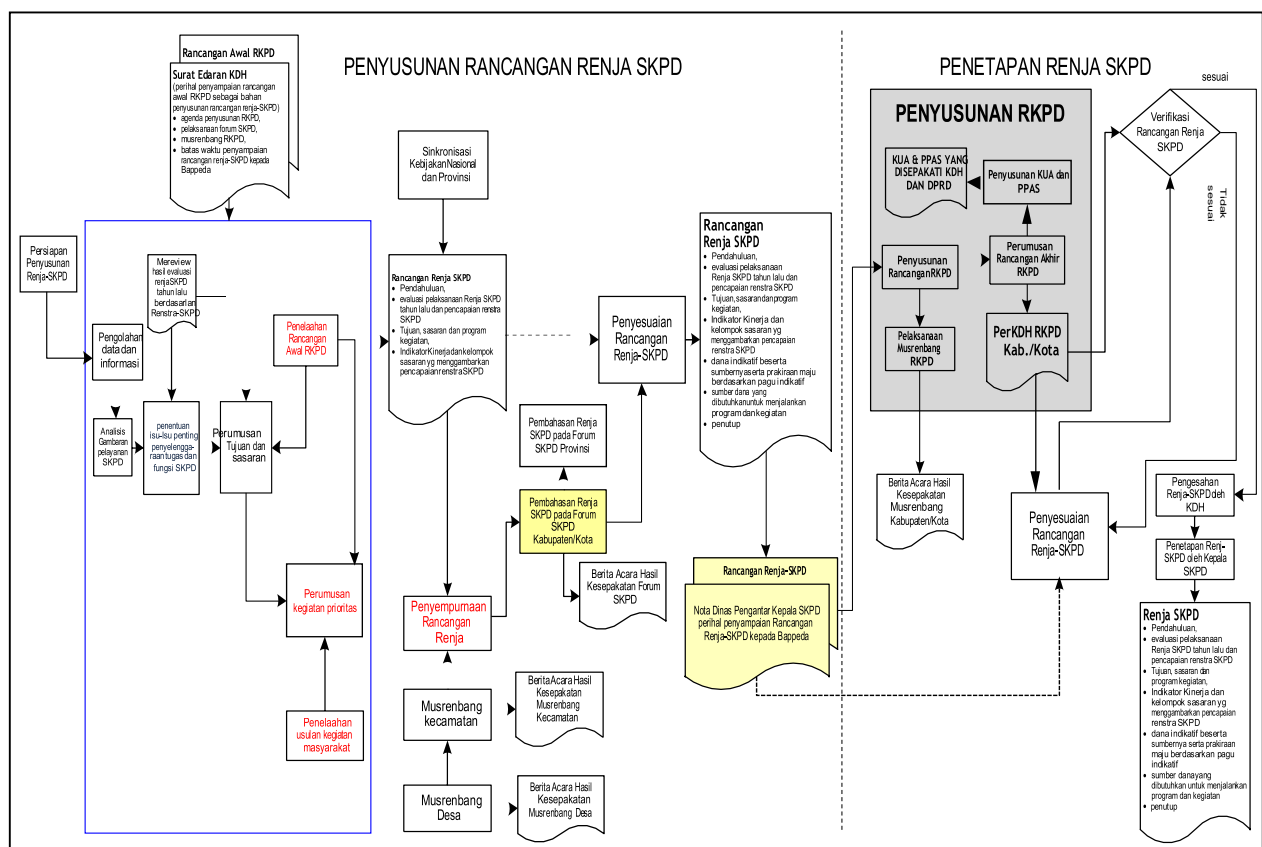 PENYUSUNAN RANCANGAN RENJA SKPD
PENETAPAN RENJA SKPD
Rancangan Awal RKPD
Surat Edaran KDH
(perihal penyampaian rancangan
awal RKPD sebagai bahan
penyusunan rancangan renja-SKPD)
• agenda penyusunan RKPD,
• pelaksanaan forum SKPD,
• musrenbang RKPD,
• batas waktu penyampaian
rancangan renja-SKPD kepada
Bappeda
Persiapan
Penyusunan
Renja-SKPD
Mereview
hasil evaluasi
renja SKPD
tahun lalu
berdasarlan
Renstra-SKPD
Pengolahan
data dan
informasi
Penelaahan
Rancangan
Awal RKPD
Analisis
Gambaran
pelayanan
SKPD
penentuan
isu-Isu penting
penyelengga-
raan tugas dan
fungsi SKPD
Perumusan
Tujuan dan
sasaran
Perumusan
kegiatan prioritas
Penelaahan
usulan kegiatan
masyarakat
Sinkronisasi
Kebijakan Nasional
dan Provinsi
Rancangan Renja SKPD
• Pendahuluan,
• evaluasi pelaksanaan Renja SKPD
tahun lalu dan pencapaian renstra
SKPD
• Tujuan, sasaran dan program
kegiatan,
• Indikator Kinerja dan kelompok
sasaran yg menggambarkan
pencapaian renstra SKPD
Penyempurnaan
Rancangan
Renja
Musrenbang
kecamatan
Musrenbang
Desa
Berita Acara Hasil
Kesepakatan
Musrenbang
Kecamatan
Berita Acara Hasil
Kesepakatan
Musrenbang Desa
Pembahasan Renja
SKPD pada Forum
SKPD Provinsi
Pembahasan Renja
SKPD pada Forum
SKPD
Kabupaten/Kota
Berita Acara Hasil
Kesepakatan Forum
SKPD
Penyesuaian
Rancangan
Renja-SKPD
Rancangan
Renja SKPD
• Pendahuluan,
• evaluasi pelaksanaan
Renja SKPD tahun lalu dan
pencapaian renstra SKPD
• Tujuan, sasaran dan program
kegiatan,
• Indikator Kinerja dan
kelompok sasaran yg
menggambarkan pencapaian
renstra SKPD
• dana indikatif beserta
sumbernya serta prakiraan maju
berdasarkan pagu indikatif
• sumber dana yang
dibutuhkan untuk menjalankan
program dan kegiatan
• penutup
Rancangan Renja-SKPD
Nota Dinas Pengantar Kepala SKPD
perihal penyampaian Rancangan
Renja-SKPD kepada Bappeda
PENYUSUNAN RKPD
KUA & PPAS YANG
DISEPAKATI KDH
DAN DPRD
Penyusunan KUA dan
PPAS
Penyusunan
Rancangan RKPD
Perumusan
Rancangan Akhir
RKPD
Pelaksanaan
Musrenbang
RKPD
PerKDH RKPD
Kab./Kota
Berita Acara Hasil
Kesepakatan
Musrenbang
Kabupaten/Kota
Penyesuaian
Rancangan
Renja-SKPD
sesuai
Verifikasi
Rancangan Renja
SKPD
Tidak
sesuai
Pengesahan
Renja-SKPD oleh
KDH
Penetapan Renj-
SKPD oleh Kepala
SKPD
Renja SKPD
• Pendahuluan,
• evaluasi pelaksanaan
Renja SKPD tahun lalu dan
pencapaian renstra SKPD
• Tujuan, sasaran dan
program kegiatan,
• Indikator Kinerja dan
kelompok sasaran yg
menggambarkan pencapaian
renstra SKPD
• dana indikatif beserta
sumbernya serta prakiraan
maju berdasarkan pagu
indikatif
• sumber dana yang
dibutuhkan untuk menjalankan
program dan kegiatan
• penutup